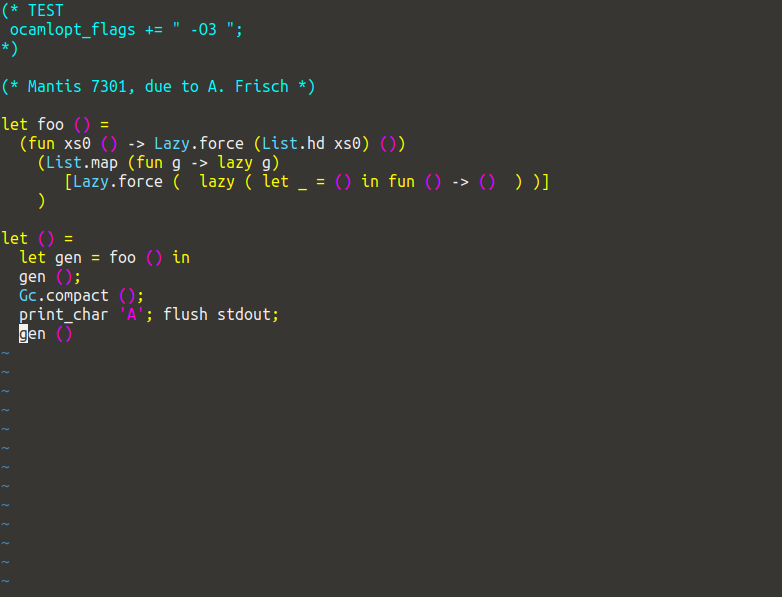 (* TEST
 ocamlopt_flags += " -O3 ";
*)

(* Mantis 7301, due to A. Frisch *)

let foo () =
  (fun xs0 () -> Lazy.force (List.hd xs0) ())
    (List.map (fun g -> lazy g)
       [Lazy.force (  lazy ( let _ = () in fun () -> ()  ) )]
    )

let () =
  let gen = foo () in
  gen ();
  Gc.compact ();
  print_char 'A'; flush stdout;
  gen ()
~
~
~
~
~
~
~
~
~
~
~
~
~